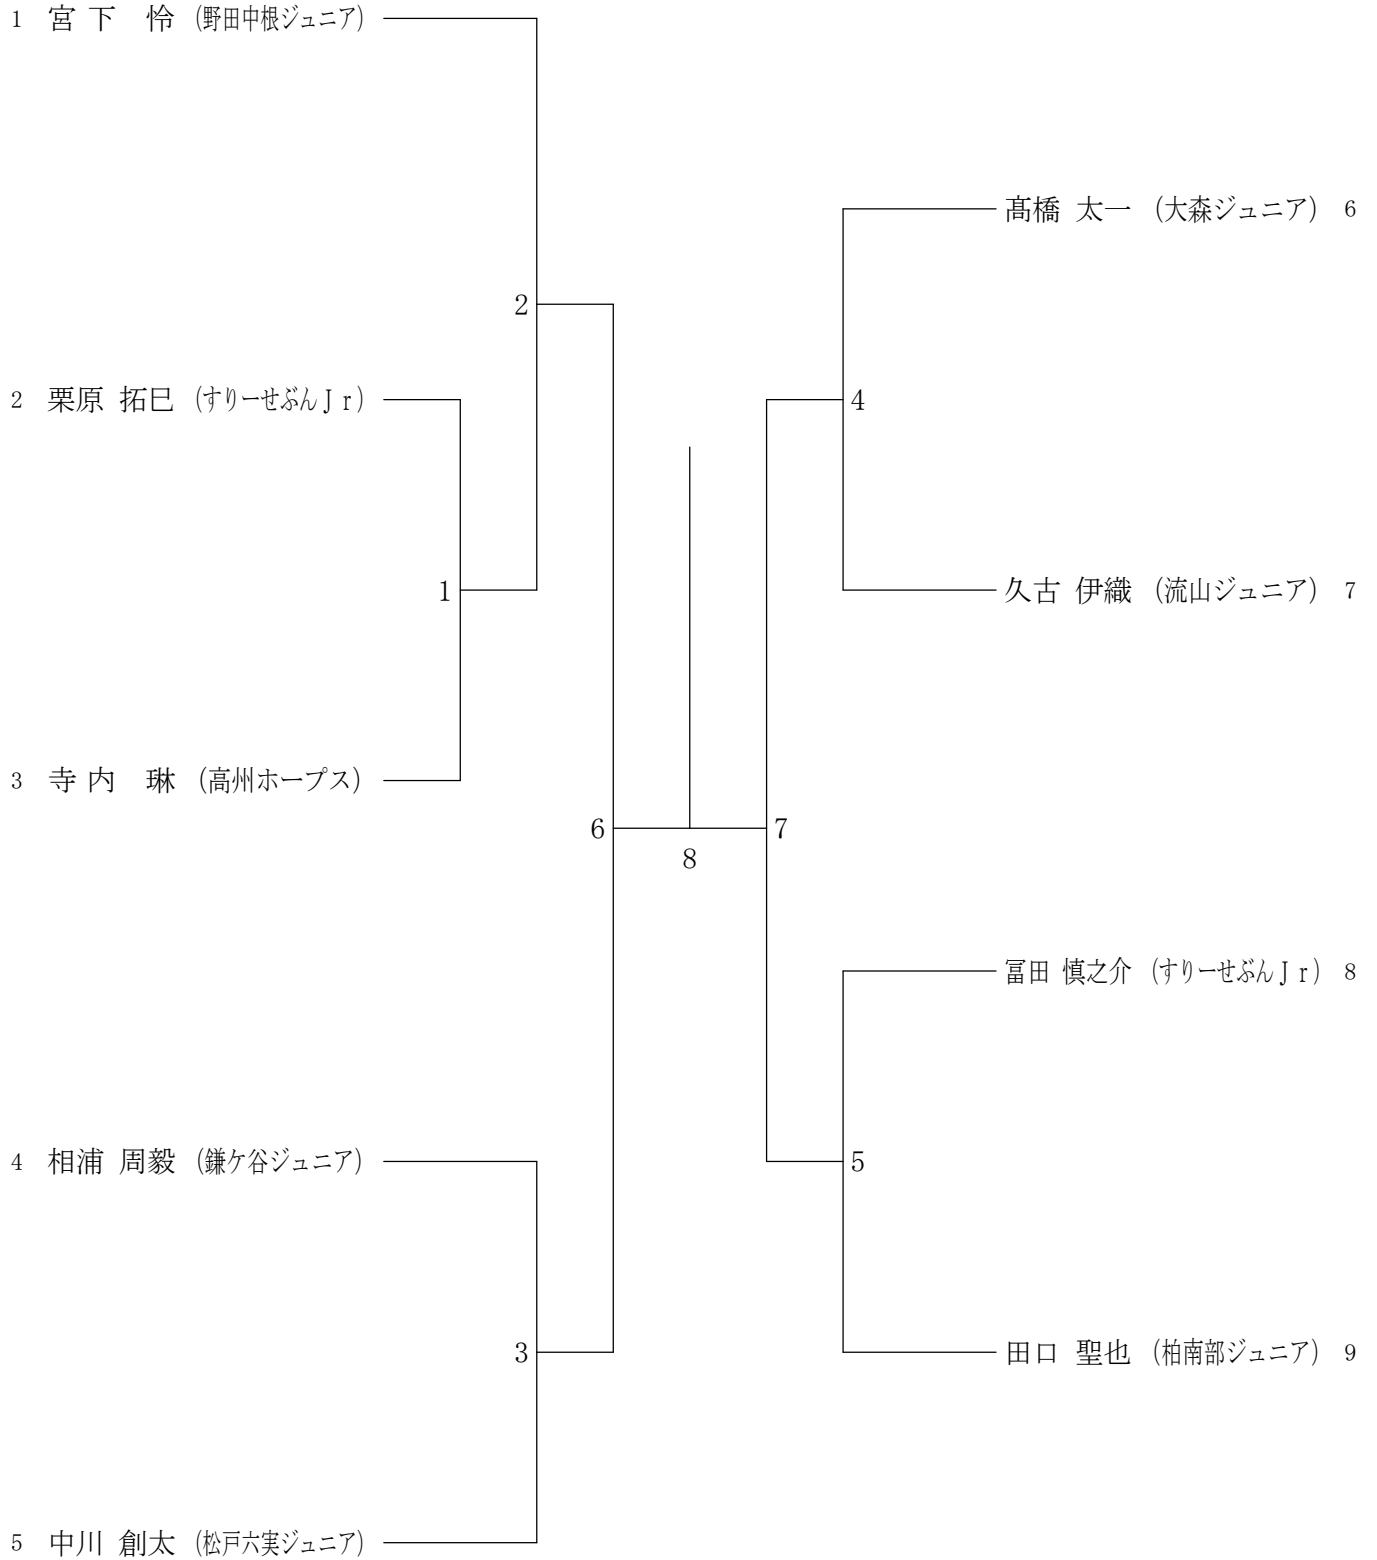 1 宮下 怜 (野田中根ジュニア)
2 栗原 拓巳 (すりーせぶんJr)
3 寺内 琳 (高州ホープス)
4 相浦 周毅 (鎌ケ谷ジュニア)
5 中川 創太 (松戸六実ジュニア)
2
1
3
6
8
7
4
5
髙橋 太一 (大森ジュニア) 6
久古 伊織 (流山ジュニア) 7
冨田 慎之介 (すりーせぶんJr) 8
田口 聖也 (柏南部ジュニア) 9